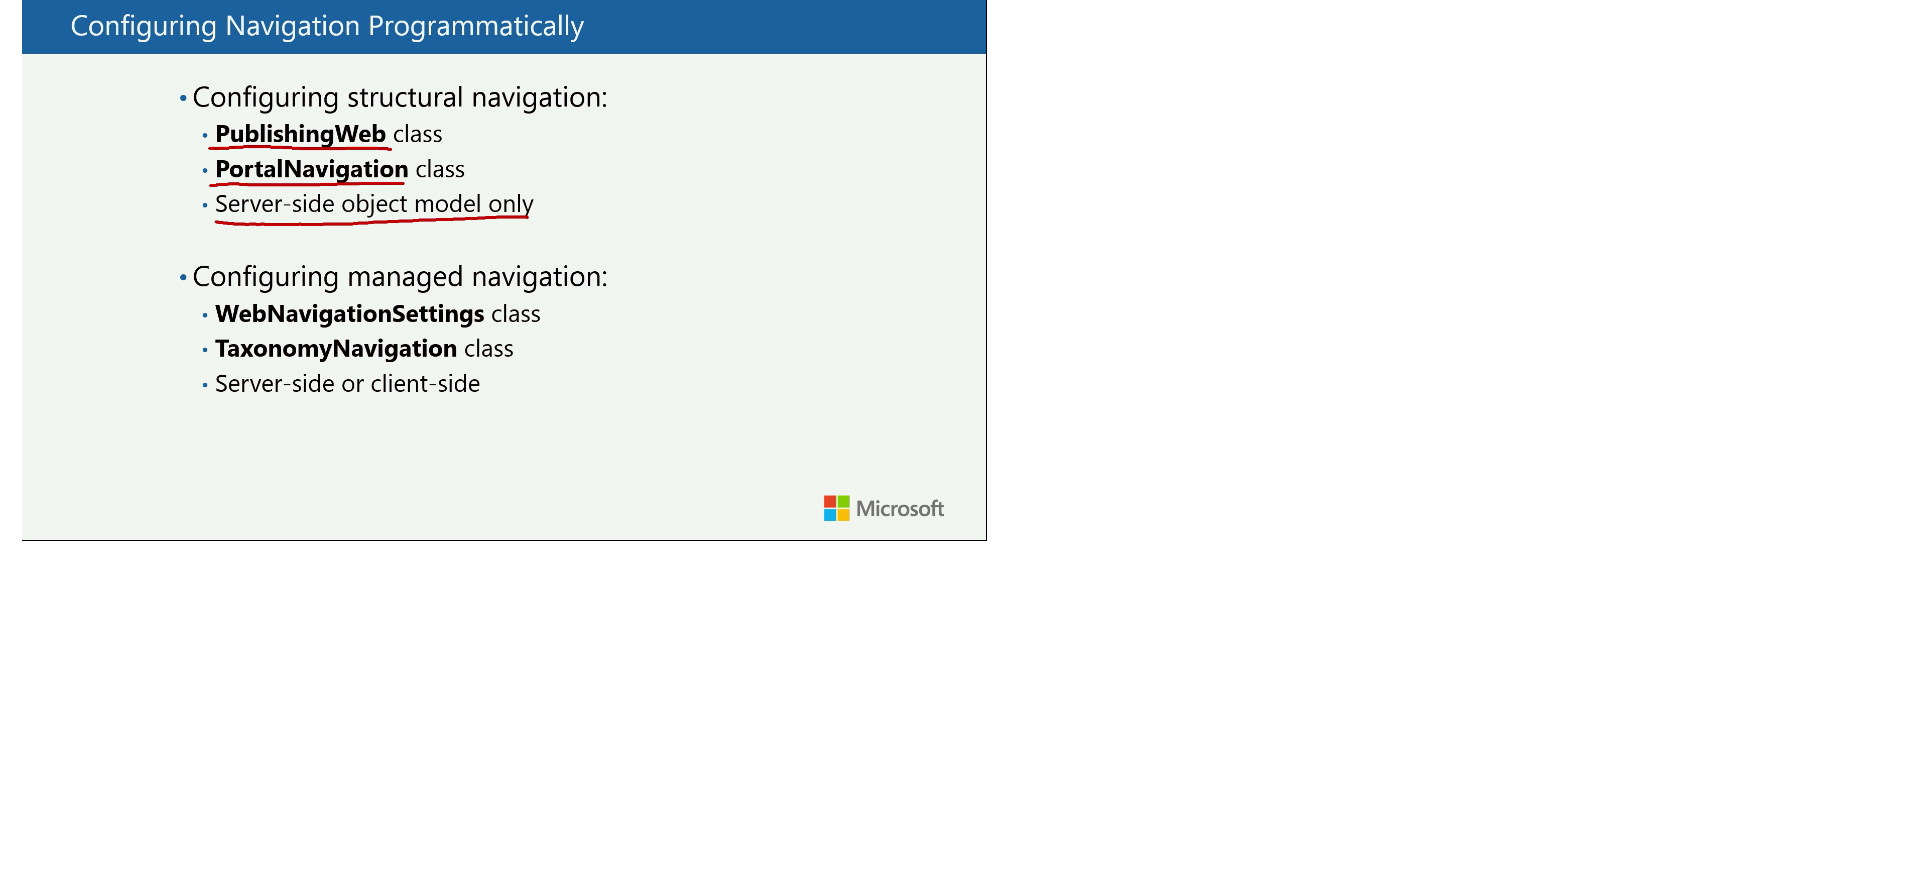 Configuring Navigation Programmatically
• Configuring structural navigation:
• PublishingWeb class
• PortalNavigation class
• Server-side object model only
• Configuring managed navigation:
• WebNavigationSettings class
• TaxonomyNavigation class
• Server-side or client-side
Microsoft